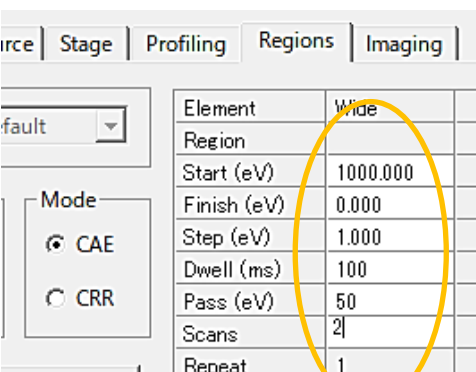 rce Stage Profiling Regions Imaging
fault
Element Wide
Region
Start (eV) 1000.000
Mode
Finish (eV) 0.000
CAE
Step (eV) 1.000
Dwell (ms) 100
CRR
Pass (eV) 50
Scans 2
Repeat 1